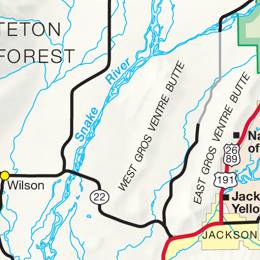 TETON
FOREST
Snake River
WEST GROS VENTRE BUTTE
EAST GROS VENTRE BUTTE
Na
of
26
89
191
Wilson
22
Jack
Yello
JACKSON